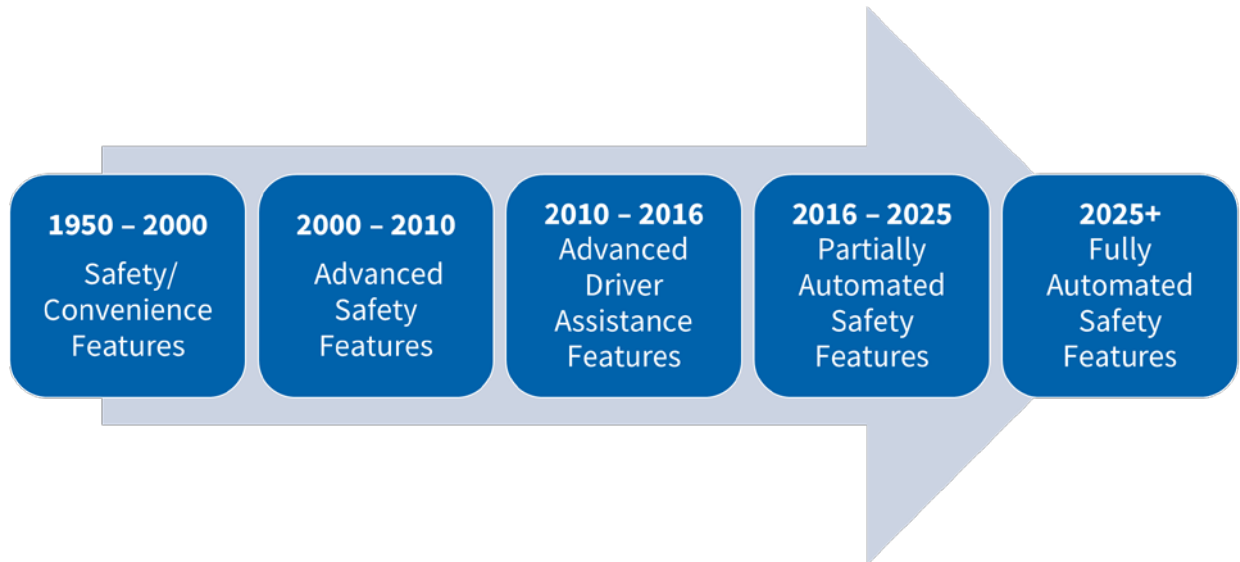 1950 – 2000
Safety/
Convenience
Features
2000 – 2010
Advanced
Safety
Features
2010 – 2016
Advanced
Driver
Assistance
Features
2016 – 2025
Partially
Automated
Safety
Features
2025+
Fully
Automated
Safety
Features